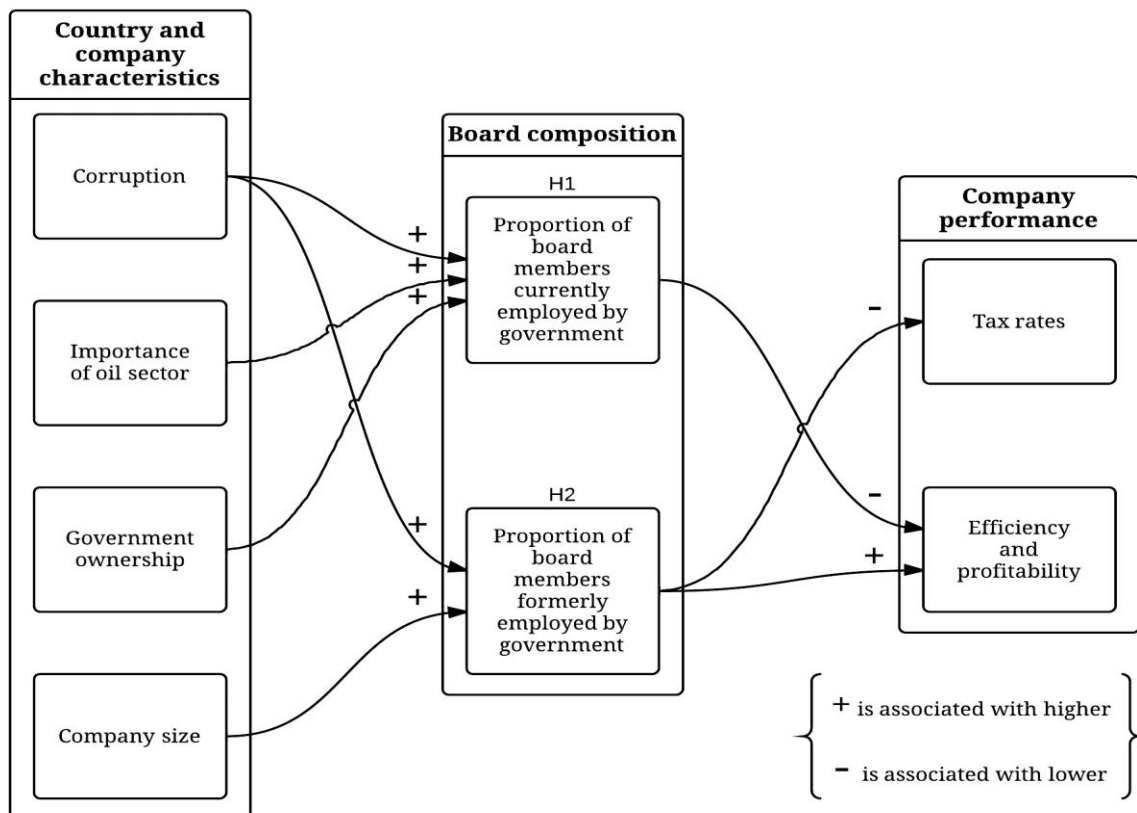 Country and
company
characteristics
Corruption
Importance
of oil sector
Government
ownership
Company size
Board composition
H1
Proportion of
board
members
currently
employed by
government
H2
Proportion of
board
members
formerly
employed by
government
+
+
+
+
+
Company
performance
Tax rates
Efficiency
and
profitability
-
-
+
+ is associated with higher
- is associated with lower